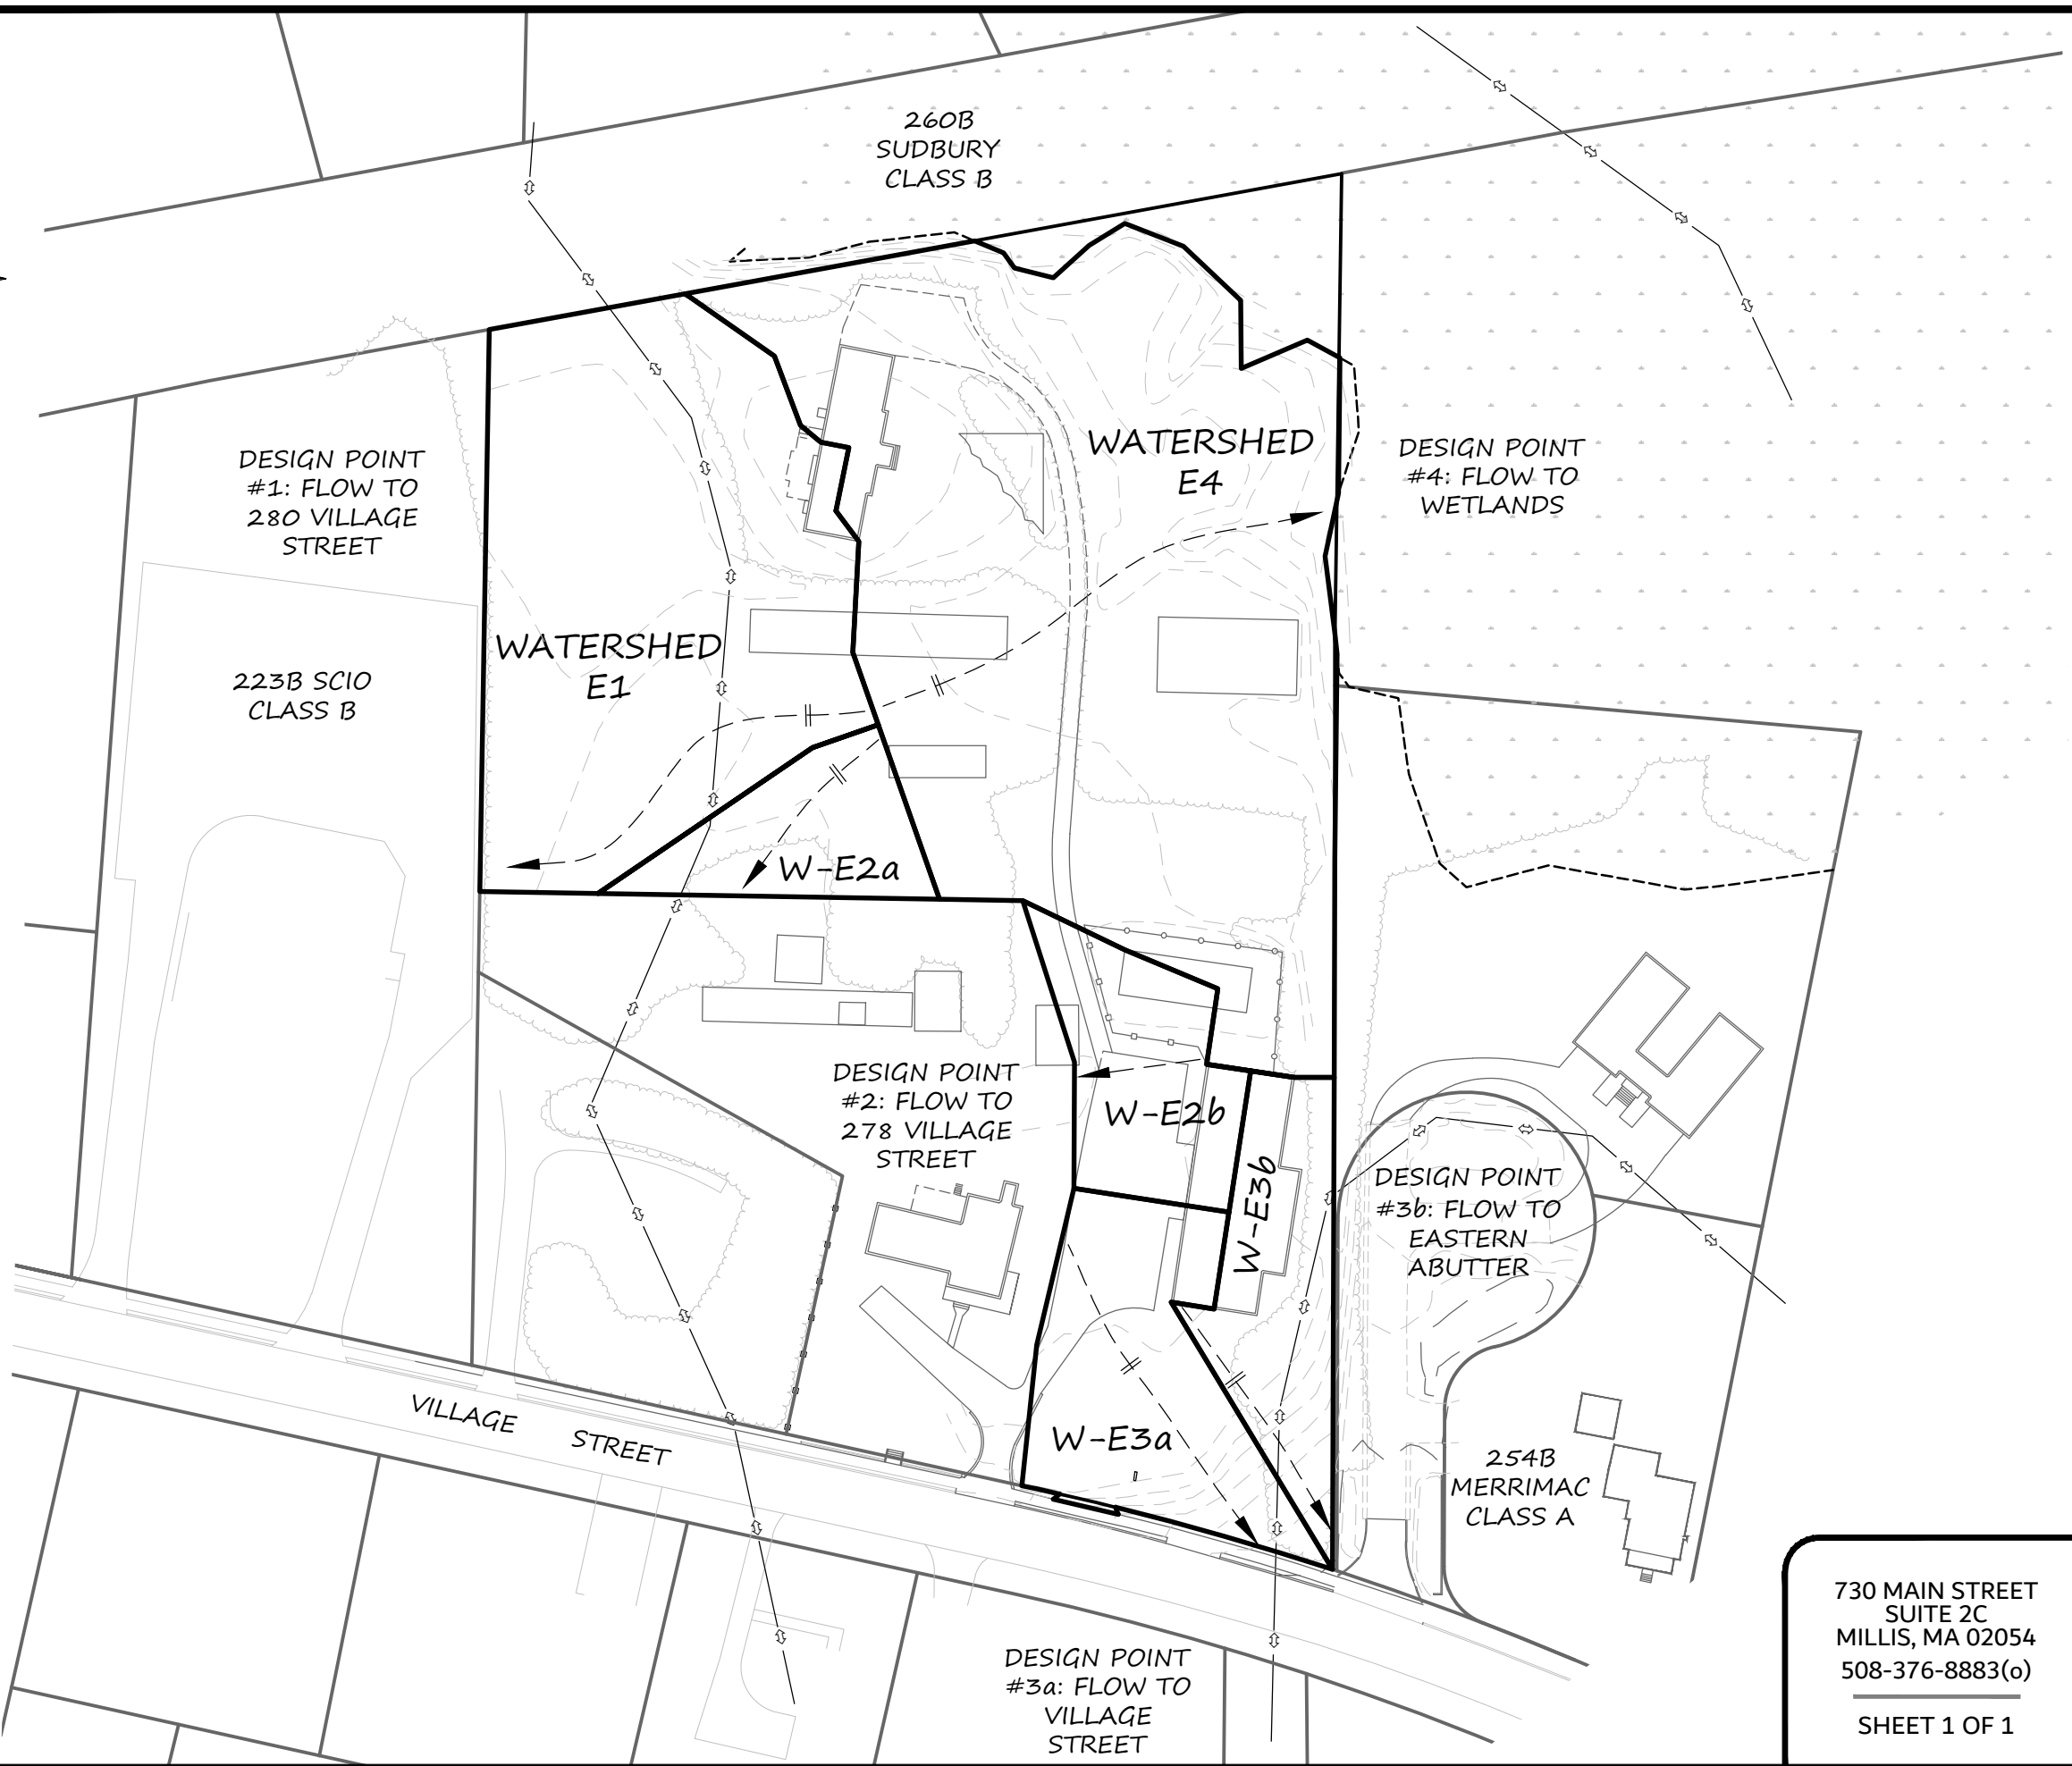 260B
SUDBURY
CLASS B
WATERSHED
E4
DESIGN POINT
#4: FLOW TO
WETLANDS
DESIGN POINT
#1: FLOW TO
280 VILLAGE
STREET
WATERSHED
E1
223B SCIO
CLASS B
W-E2a
DESIGN POINT
#2: FLOW TO
278 VILLAGE
STREET
W-E2b
W-E3b
DESIGN POINT
#3b: FLOW TO
EASTERN
ABUTTER
W-E3a
VILLAGE STREET
254B
MERRIMAC
CLASS A
DESIGN POINT
#3a: FLOW TO
VILLAGE
STREET
730 MAIN STREET
SUITE 2C
MILLIS, MA 02054
508-376-8883(o)
SHEET 1 OF 1